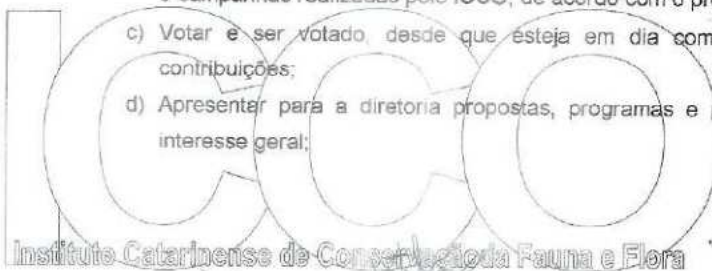 e campanhas realizadas pelo ICCO, de acordo com o
c) Votar e ser votado, desde que esteja em dia com
contribuições;
d) Apresentar para a diretoria propostas, programas e
interesse geral;
ICCO
Instituto Catarinense de Conservação da Fauna e Flora